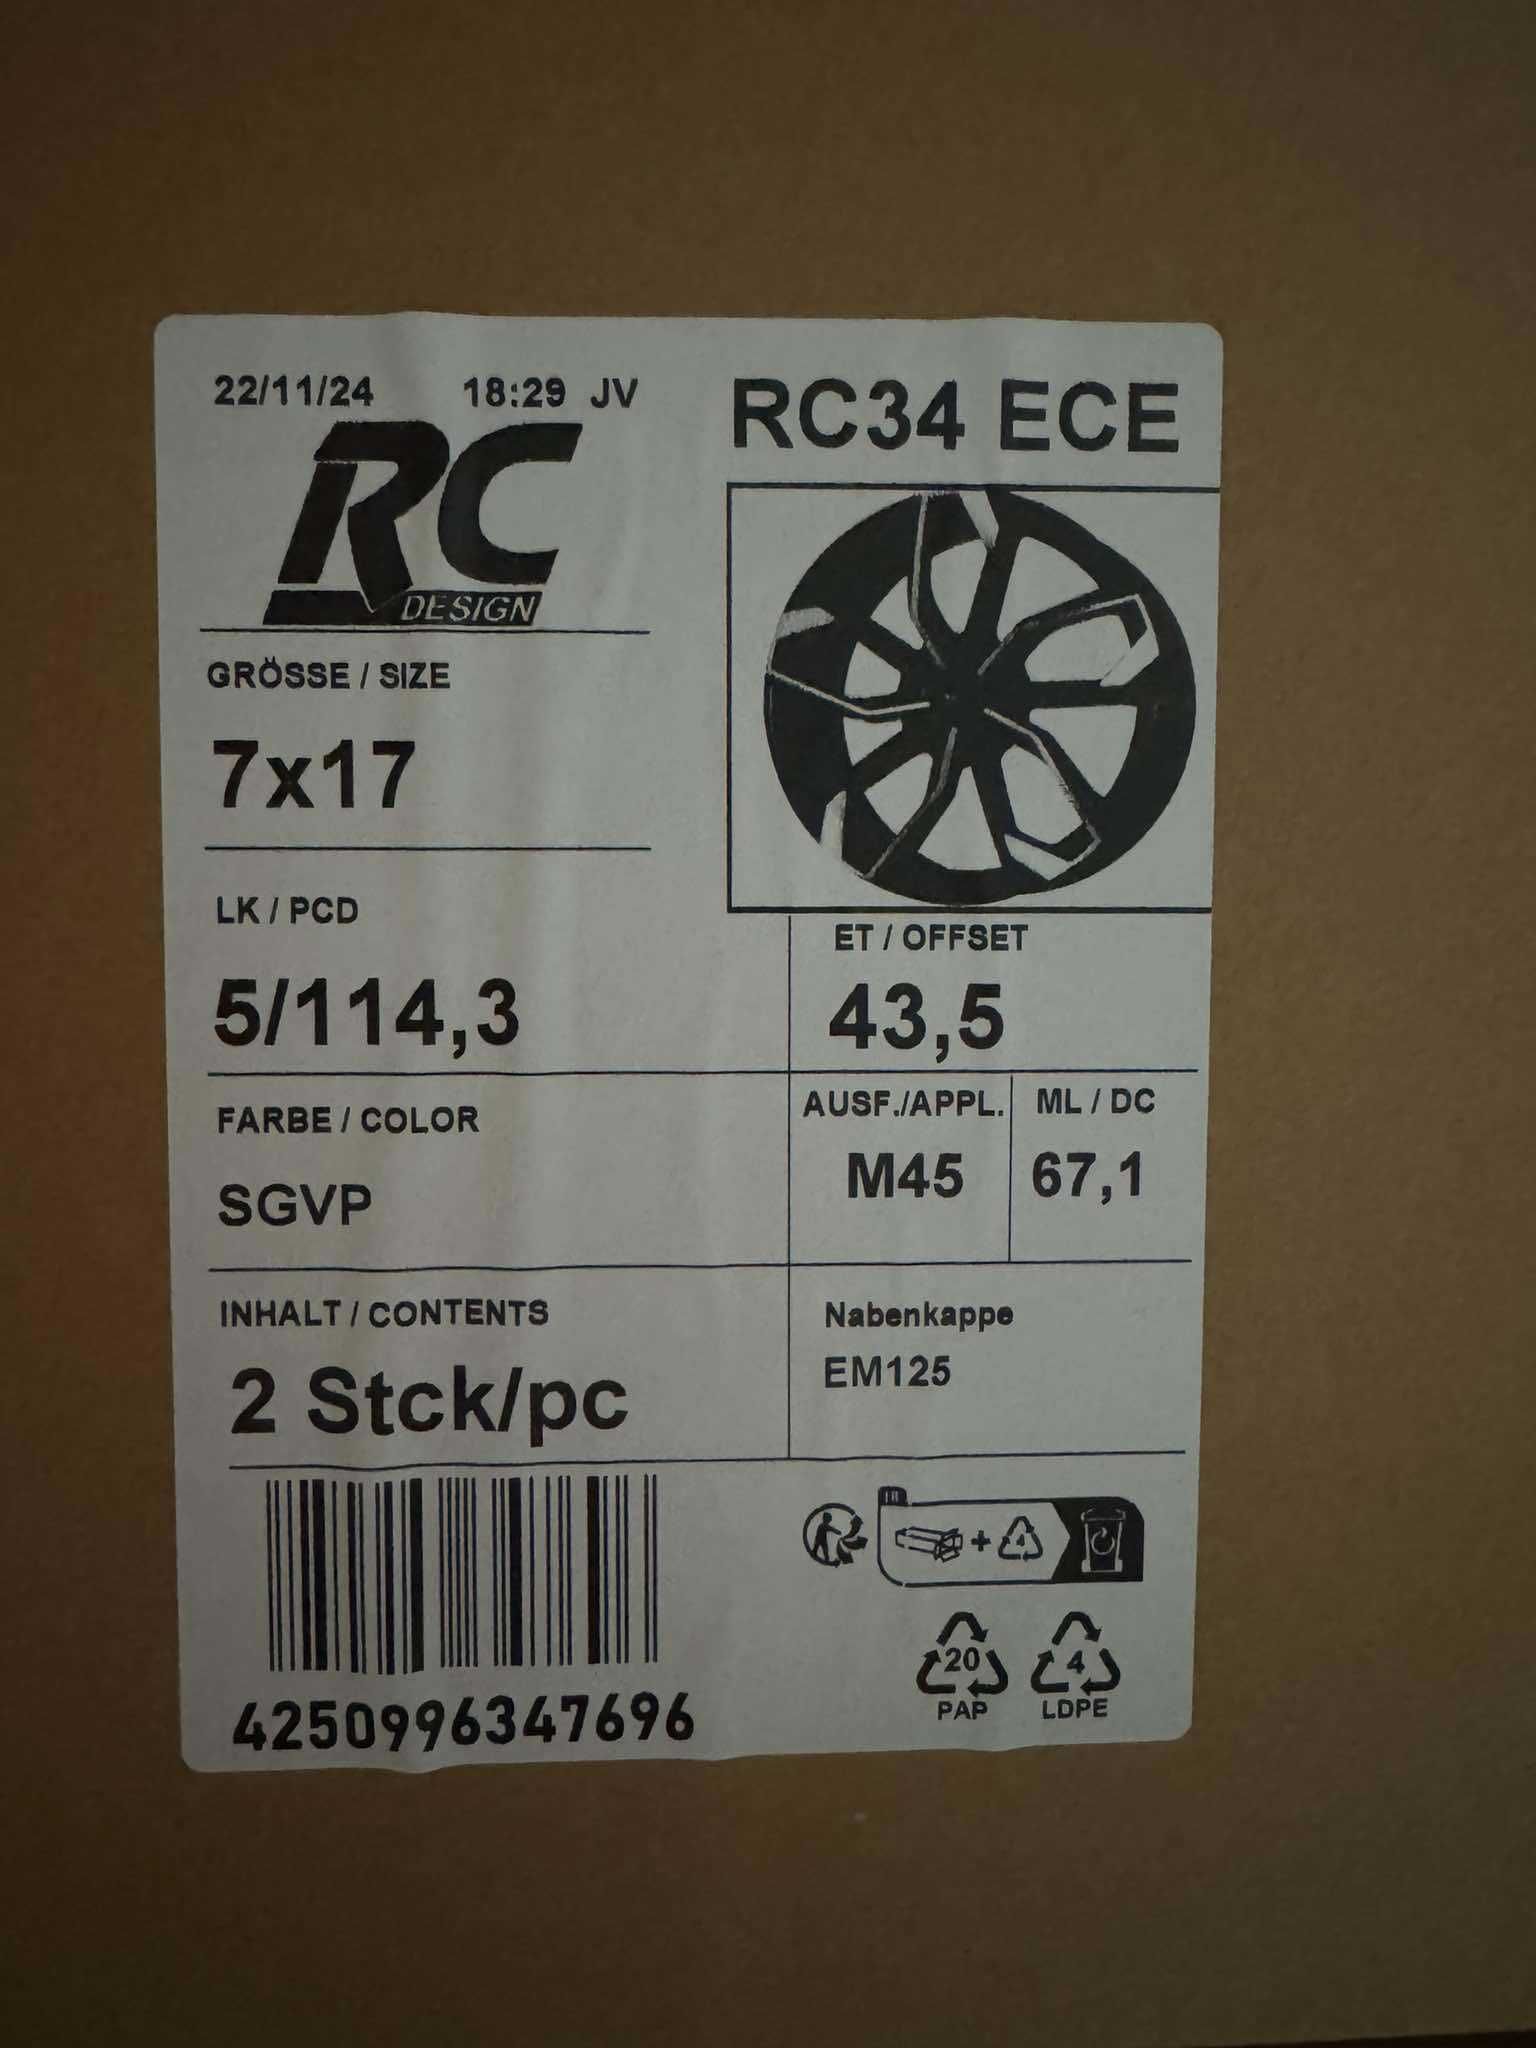 22/11/24 18:29 JV
RC34 ECE
RC
DESIGN
GRÖSSE / SIZE
7x17
LK / PCD
5/114,3
ET / OFFSET
43,5
FARBE / COLOR
SGVP
AUSF./APPL.
M45
ML / DC
67,1
INHALT / CONTENTS
2 Stck/pc
Nabenkappe
EM125
4250996347696
+ 4
20
PAP
4
LDPE